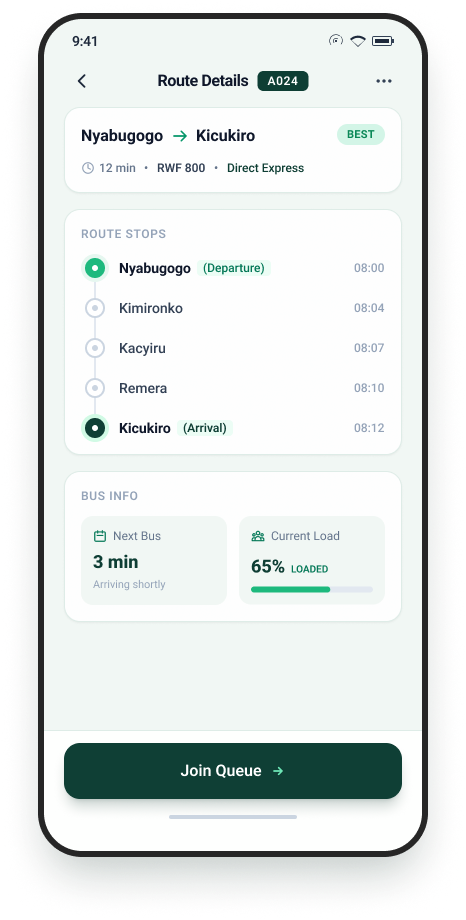 9:41
Route Details A024
Nyabugogo → Kicukiro BEST
12 min • RWF 800 • Direct Express
ROUTE STOPS
Nyabugogo (Departure) 08:00
Kimironko 08:04
Kacyiru 08:07
Remera 08:10
Kicukiro (Arrival) 08:12
BUS INFO
Next Bus
3 min
Arriving shortly
Current Load
65% LOADED
Join Queue →